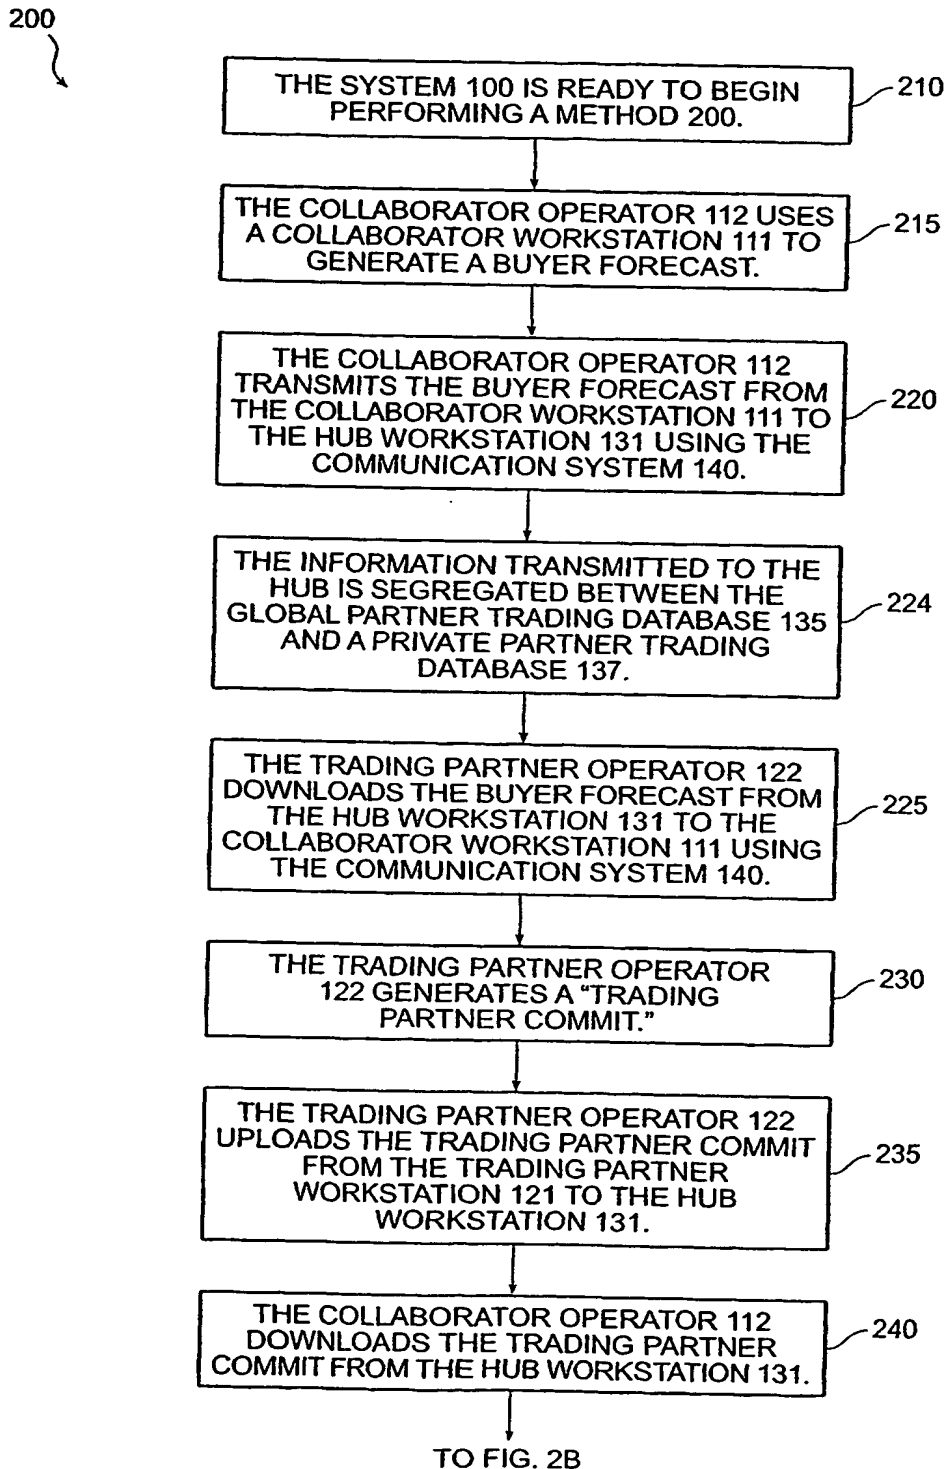 200
THE SYSTEM 100 IS READY TO BEGIN
PERFORMING A METHOD 200.
210
THE COLLABORATOR OPERATOR 112 USES
A COLLABORATOR WORKSTATION 111 TO
GENERATE A BUYER FORECAST.
215
THE COLLABORATOR OPERATOR 112
TRANSMITS THE BUYER FORECAST FROM
THE COLLABORATOR WORKSTATION 111 TO
THE HUB WORKSTATION 131 USING THE
COMMUNICATION SYSTEM 140.
220
THE INFORMATION TRANSMITTED TO THE
HUB IS SEGREGATED BETWEEN THE
GLOBAL PARTNER TRADING DATABASE 135
AND A PRIVATE PARTNER TRADING
DATABASE 137.
224
THE TRADING PARTNER OPERATOR 122
DOWNLOADS THE BUYER FORECAST FROM
THE HUB WORKSTATION 131 TO THE
COLLABORATOR WORKSTATION 111 USING
THE COMMUNICATION SYSTEM 140.
225
THE TRADING PARTNER OPERATOR
122 GENERATES A "TRADING
PARTNER COMMIT."
230
THE TRADING PARTNER OPERATOR 122
UPLOADS THE TRADING PARTNER COMMIT
FROM THE TRADING PARTNER
WORKSTATION 121 TO THE HUB
WORKSTATION 131.
235
THE COLLABORATOR OPERATOR 112
DOWNLOADS THE TRADING PARTNER
COMMIT FROM THE HUB WORKSTATION 131.
240
TO FIG. 2B